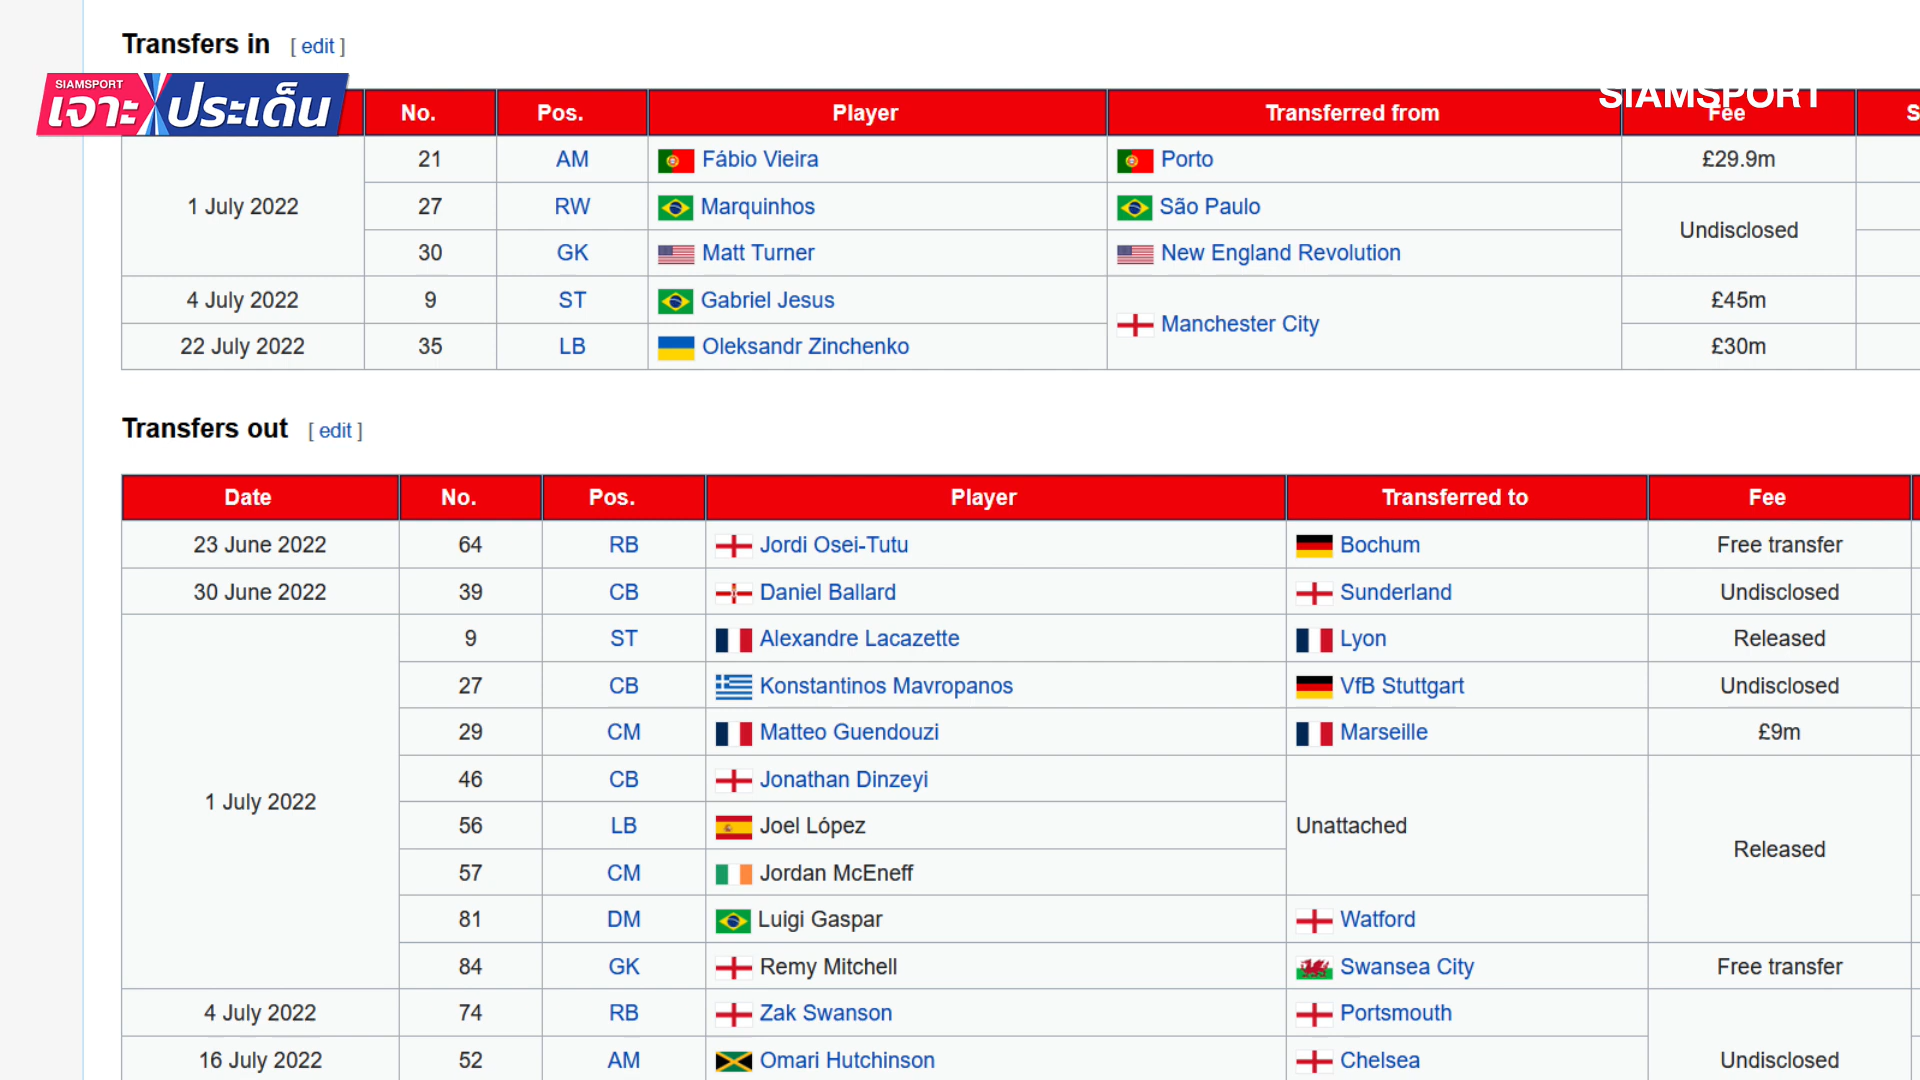 Transfers in [ edit ]
SIAMSPORT
เจาะ ประเด็น
SIAMSPORT
No. Pos. Player Transferred from Fee
21 AM Fábio Vieira Porto £29.9m
1 July 2022 27 RW Marquinhos São Paulo
Undisclosed
30 GK Matt Turner New England Revolution
4 July 2022 9 ST Gabriel Jesus £45m
Manchester City
22 July 2022 35 LB Oleksandr Zinchenko £30m
Transfers out [ edit ]
Date No. Pos. Player Transferred to Fee
23 June 2022 64 RB Jordi Osei-Tutu Bochum Free transfer
30 June 2022 39 CB Daniel Ballard Sunderland Undisclosed
9 ST Alexandre Lacazette Lyon Released
27 CB Konstantinos Mavropanos VfB Stuttgart Undisclosed
29 CM Matteo Guendouzi Marseille £9m
46 CB Jonathan Dinzeyi
1 July 2022
56 LB Joel López Unattached
Released
57 CM Jordan McEneff
81 DM Luigi Gaspar Watford
84 GK Remy Mitchell Swansea City Free transfer
4 July 2022 74 RB Zak Swanson Portsmouth
16 July 2022 52 AM Omari Hutchinson Chelsea Undisclosed